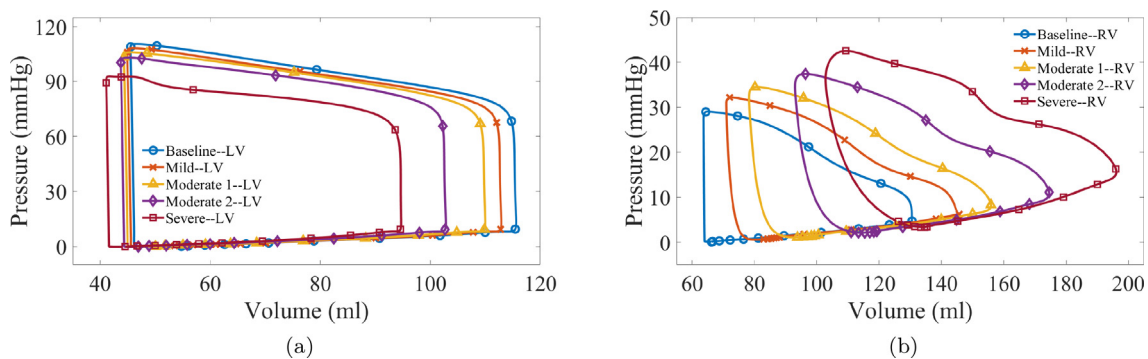 120
90
60
30
0
Pressure (mmHg)
Baseline--LV
Mild--LV
Moderate 1--LV
Moderate 2--LV
Severe--LV
40 60 80 100 120
Volume (ml)
(a)
50
40
30
20
10
0
Pressure (mmHg)
Baseline--RV
Mild--RV
Moderate 1--RV
Moderate 2--RV
Severe--RV
60 80 100 120 140 160 180 200
Volume (ml)
(b)